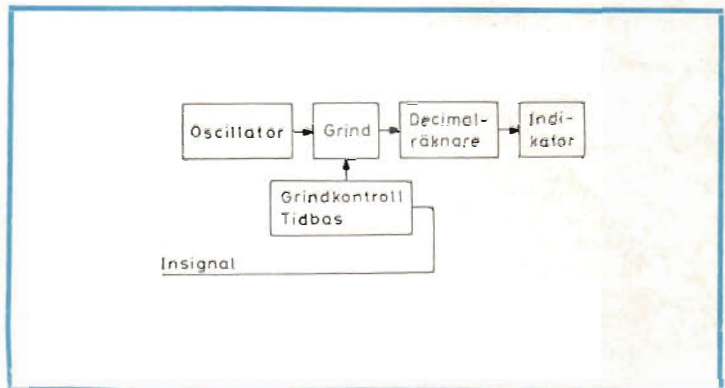 Oscillator
Grind
Decimal-
räknare
Indi-
kator
Grindkontroll
Tidbas
Insignal